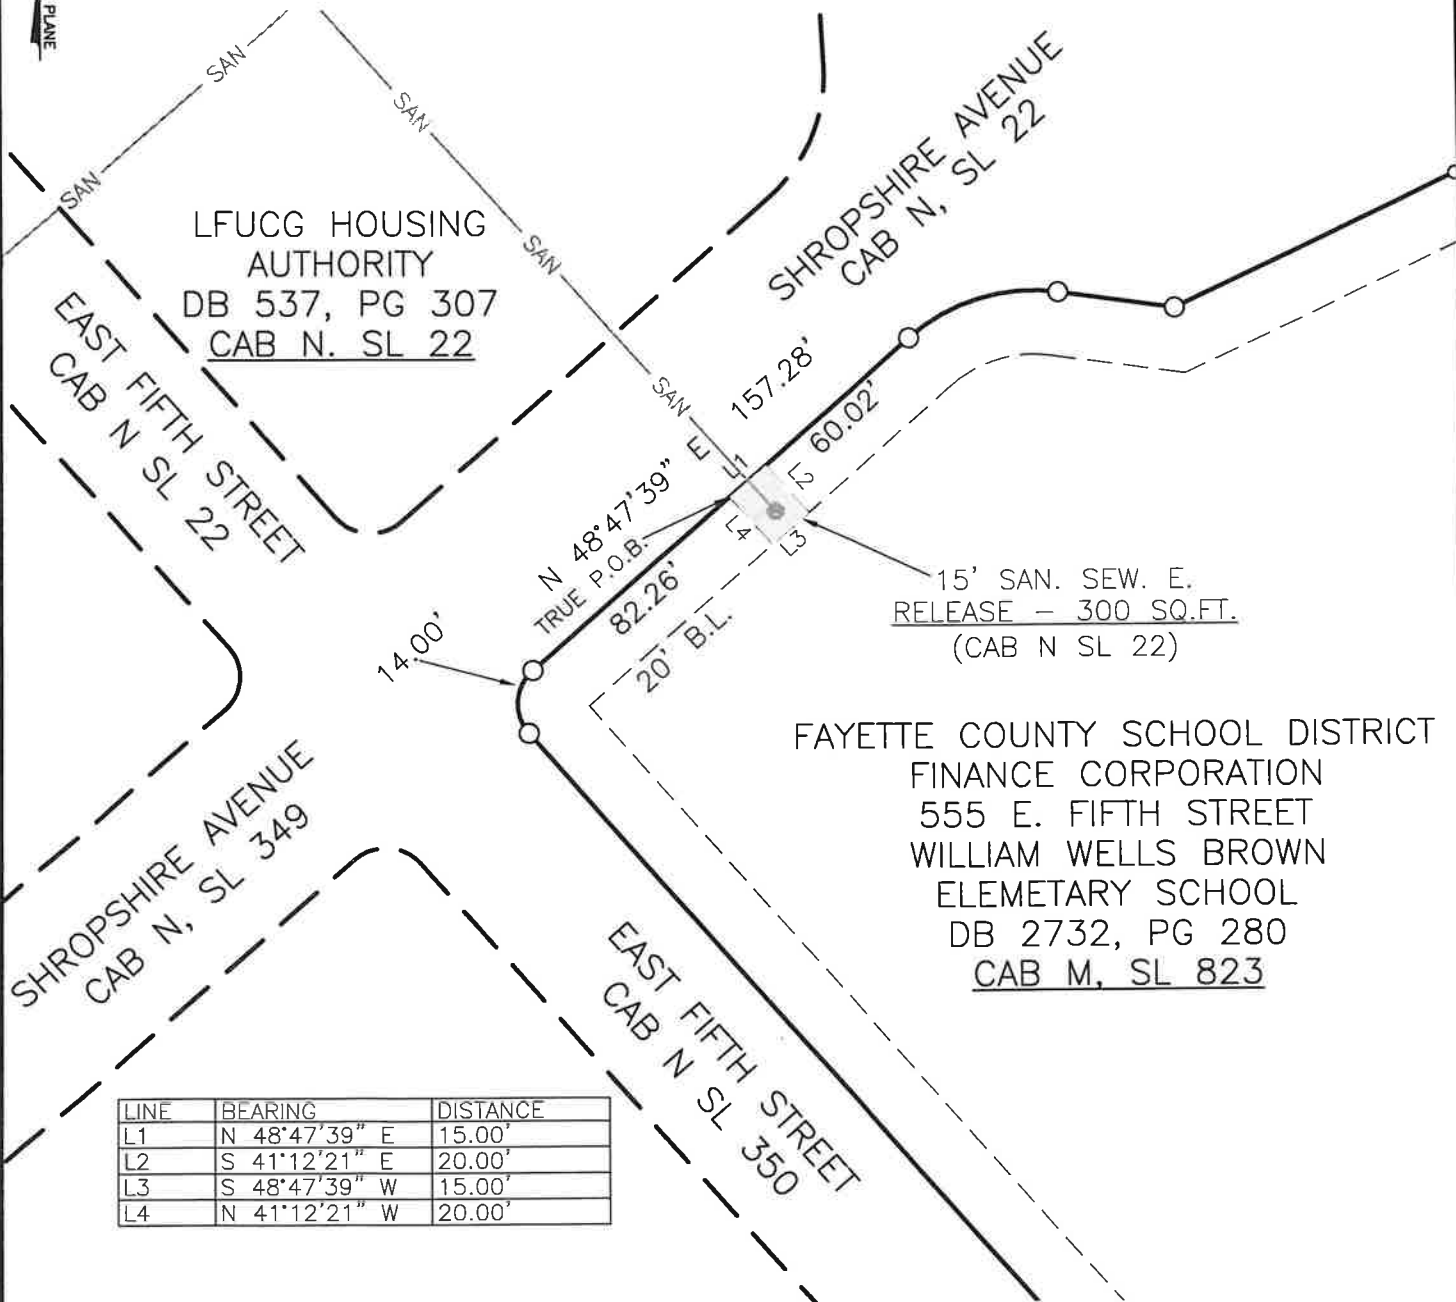 PLANE
SAN
SAN
SAN
SAN
SAN
LFUCG HOUSING
AUTHORITY
DB 537, PG 307
CAB N. SL 22
SHROPSHIRE AVENUE
CAB N, SL 22
EAST FIFTH STREET
CAB N SL 22
157.28'
60.02'
N 48°47'39" E
L1
L2
L3
L4
TRUE P.O.B.
82.26'
20' B.L.
14.00'
15' SAN. SEW. E.
RELEASE - 300 SQ.FT.
(CAB N SL 22)
FAYETTE COUNTY SCHOOL DISTRICT
FINANCE CORPORATION
555 E. FIFTH STREET
WILLIAM WELLS BROWN
ELEMETARY SCHOOL
DB 2732, PG 280
CAB M, SL 823
SHROPSHIRE AVENUE
CAB N, SL 349
EAST FIFTH STREET
CAB N SL 350
LINE BEARING DISTANCE
L1 N 48°47'39" E 15.00'
L2 S 41°12'21" E 20.00'
L3 S 48°47'39" W 15.00'
L4 N 41°12'21" W 20.00'